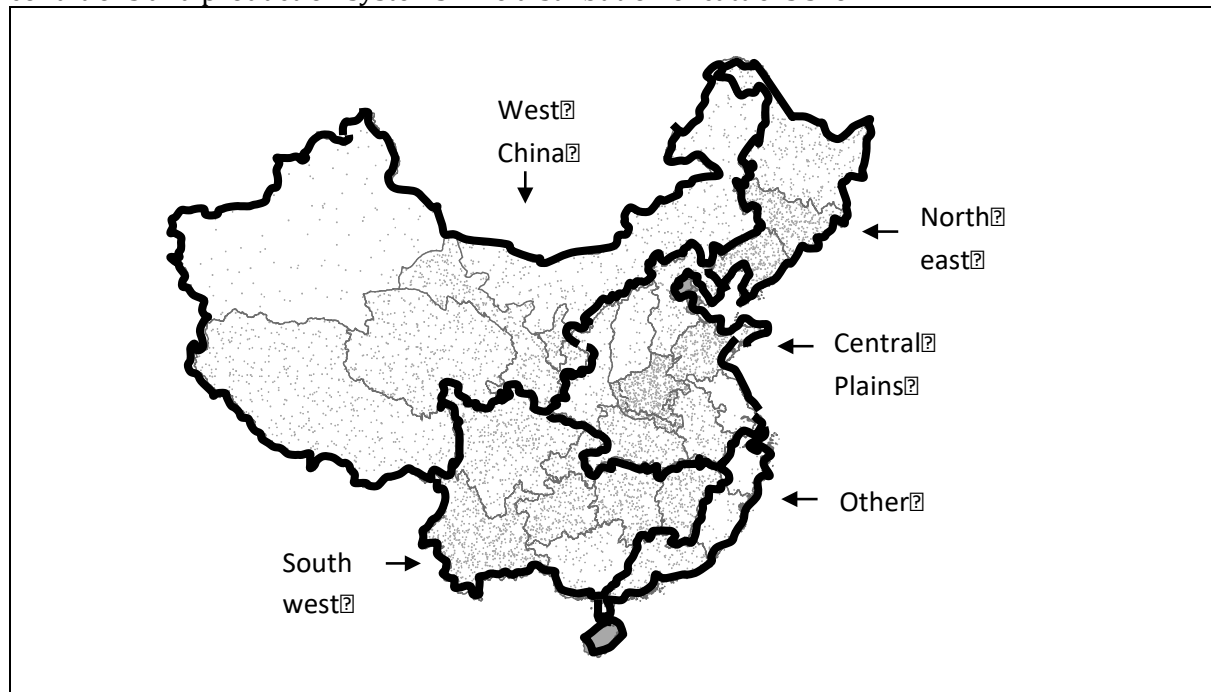 West
China
North
east
Central
Plains
Other
South
west